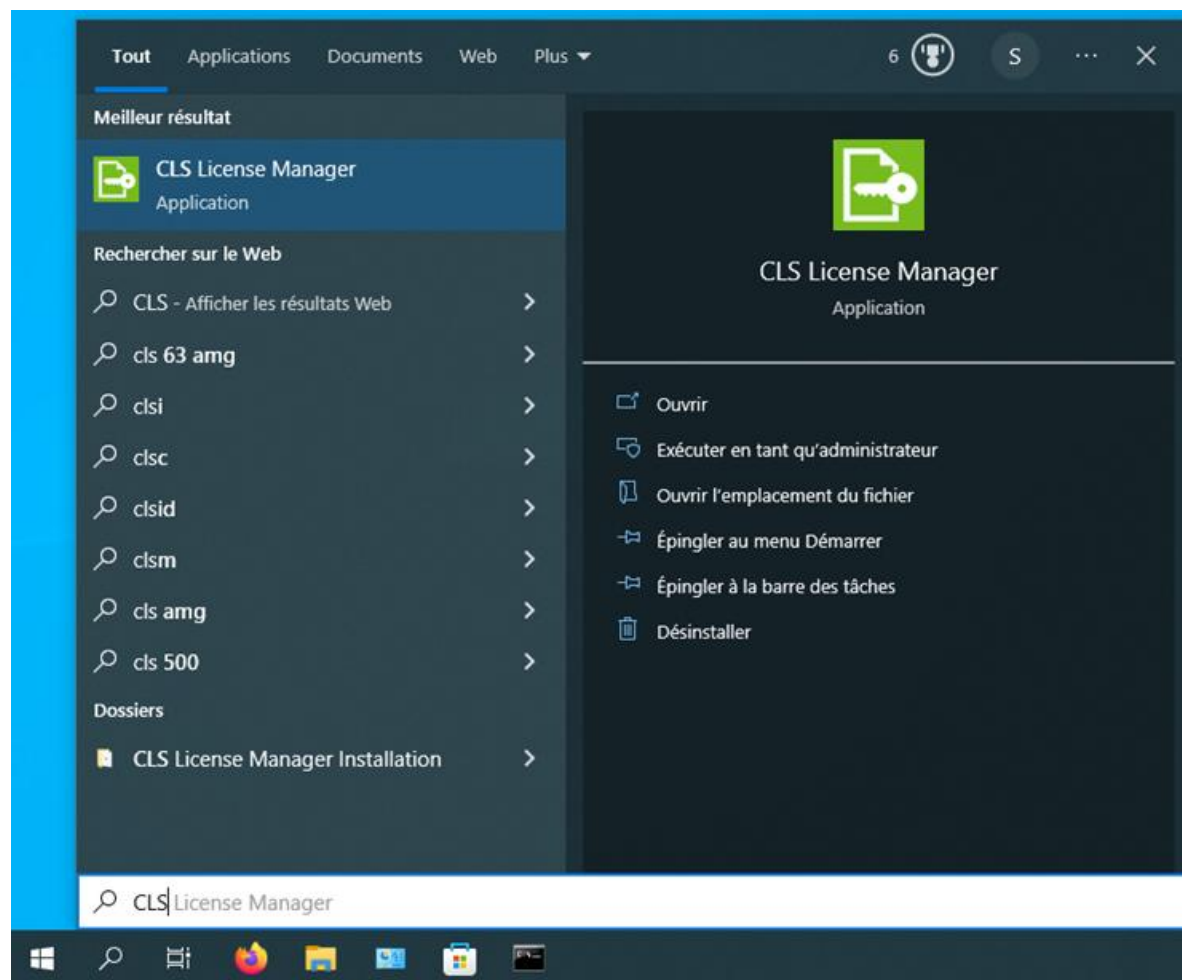 Tout Applications Documents Web Plus 6 S ...
Meilleur résultat
CLS License Manager
Application
Rechercher sur le Web
CLS - Afficher les résultats Web
cls 63 amg
clsi
clsc
clsid
clsm
cls amg
cls 500
Dossiers
CLS License Manager Installation
CLS License Manager
Application
Ouvrir
Exécuter en tant qu'administrateur
Ouvrir l'emplacement du fichier
Épingler au menu Démarrer
Épingler à la barre des tâches
Désinstaller
CLS License Manager